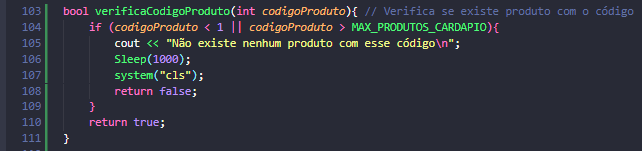 103 bool verificaCodigoProduto(int codigoProduto){ // Verifica se existe produto com o código
104     if (codigoProduto < 1 || codigoProduto > MAX_PRODUTOS_CARDAPIO){
105         cout << "Não existe nenhum produto com esse código\n";
106         Sleep(1000);
107         system("cls");
108         return false;
109     }
110     return true;
111 }